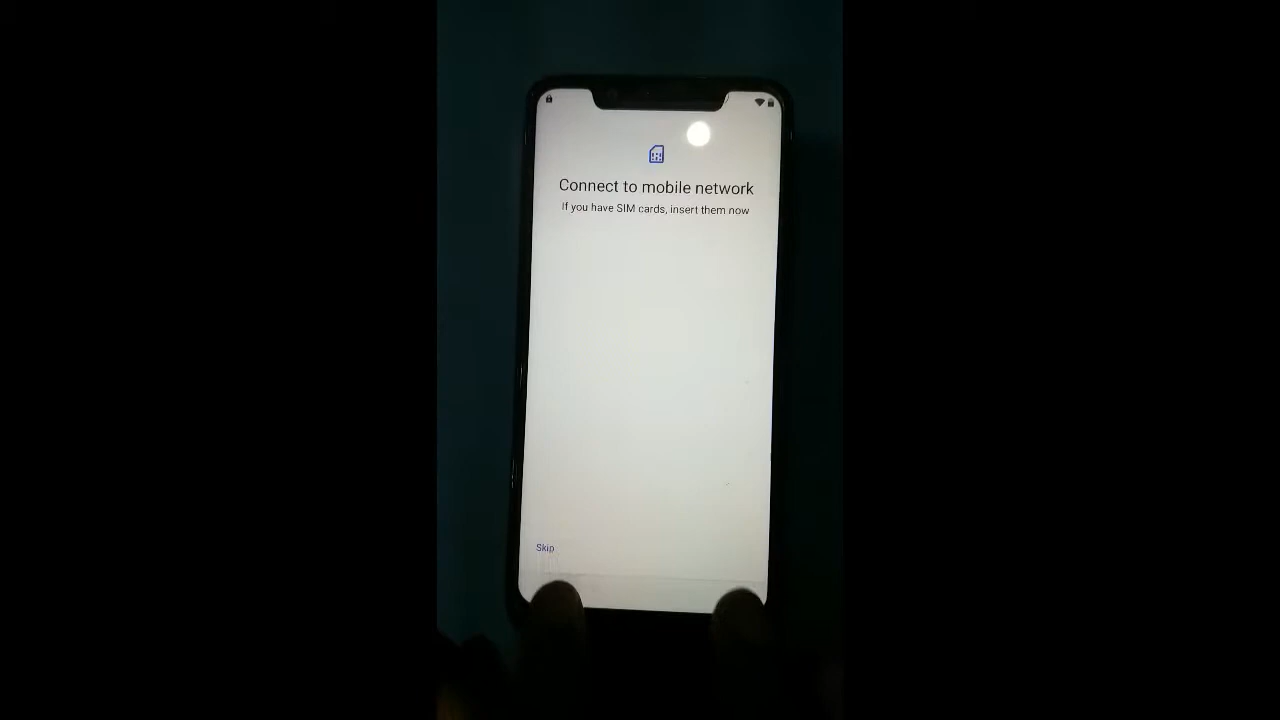 Connect to mobile network
If you have SIM cards, insert them now
Skip